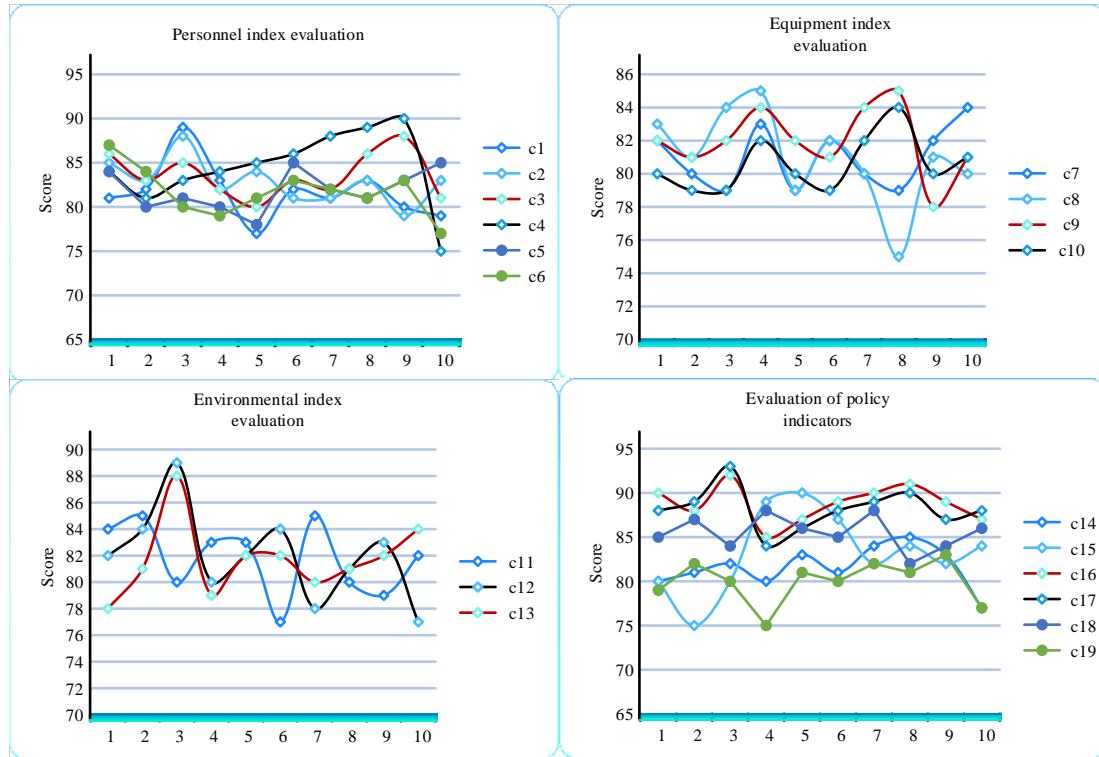 Personnel index evaluation
95
90
85
80
75
70
65
Score
1 2 3 4 5 6 7 8 9 10
c1
c2
c3
c4
c5
c6
Equipment index
evaluation
86
84
82
80
78
76
74
72
70
Score
1 2 3 4 5 6 7 8 9 10
c7
c8
c9
c10
Environmental index
evaluation
90
88
86
84
82
80
78
76
74
72
70
Score
1 2 3 4 5 6 7 8 9 10
c11
c12
c13
Evaluation of policy
indicators
95
90
85
80
75
70
65
Score
1 2 3 4 5 6 7 8 9 10
c14
c15
c16
c17
c18
c19